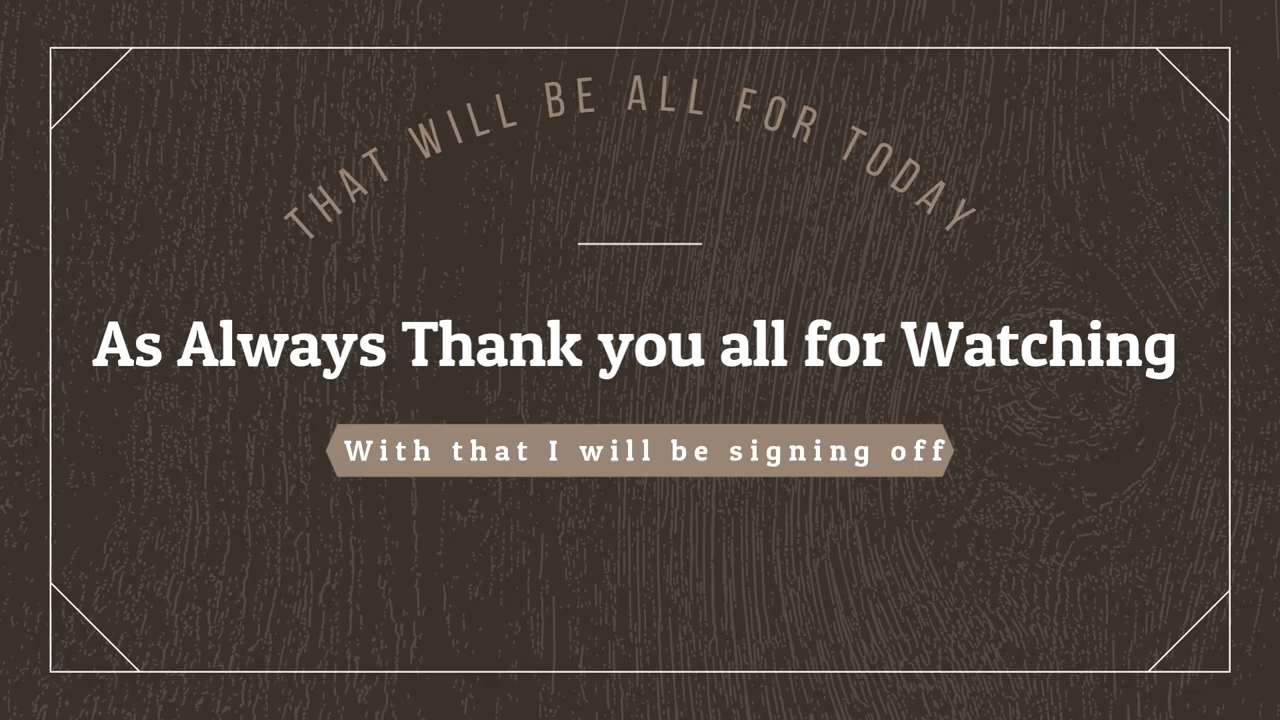 THAT WILL BE ALL FOR TODAY
As Always Thank you all for Watching
With that I will be signing off